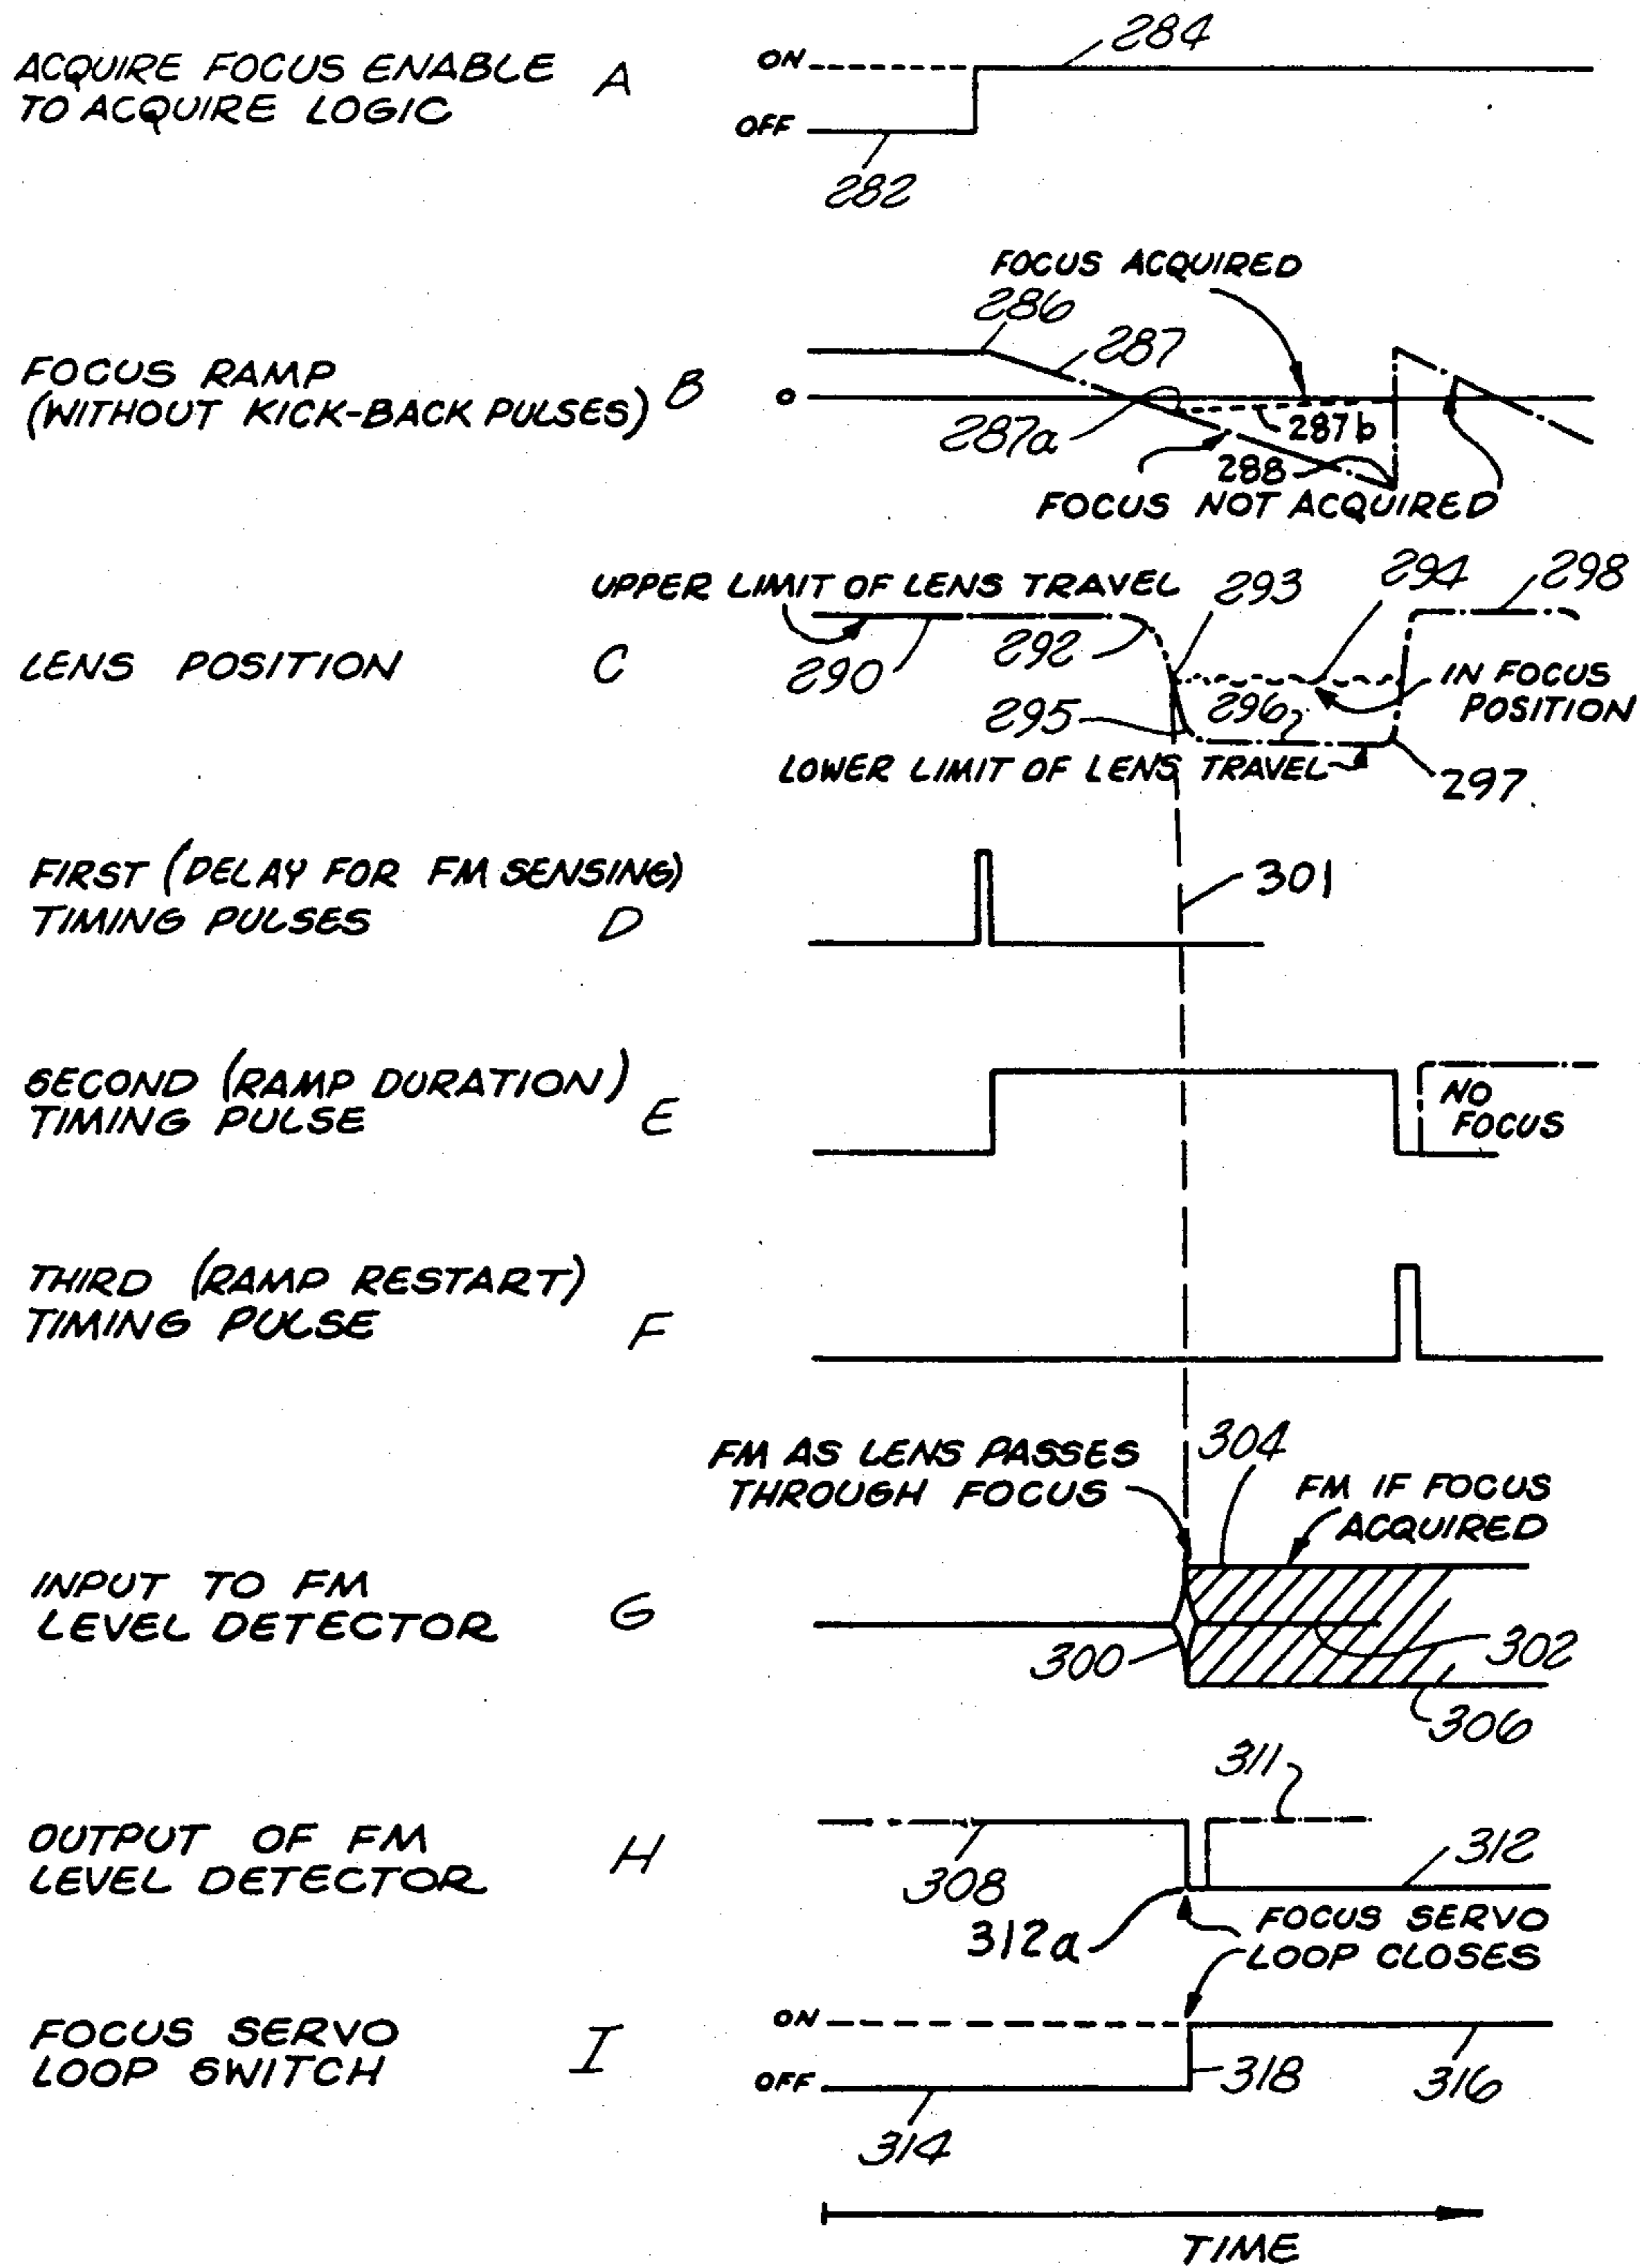 ACQUIRE FOCUS ENABLE
TO ACQUIRE LOGIC
A
ON
OFF
284
282
FOCUS RAMP
(WITHOUT KICK-BACK PULSES)
B
O
FOCUS ACQUIRED
286
287
287a
287b
288
FOCUS NOT ACQUIRED
LENS POSITION
C
UPPER LIMIT OF LENS TRAVEL
293
294
298
290
292
295
296
IN FOCUS
POSITION
LOWER LIMIT OF LENS TRAVEL
297
FIRST (DELAY FOR FM SENSING)
TIMING PULSES
D
301
SECOND (RAMP DURATION)
TIMING PULSE
E
NO
FOCUS
THIRD (RAMP RESTART)
TIMING PULSE
F
FM AS LENS PASSES
THROUGH FOCUS
304
FM IF FOCUS
ACQUIRED
INPUT TO FM
LEVEL DETECTOR
G
300
302
306
OUTPUT OF FM
LEVEL DETECTOR
H
311
308
312
312a
FOCUS SERVO
LOOP CLOSES
FOCUS SERVO
LOOP SWITCH
I
ON
OFF
318
316
314
TIME